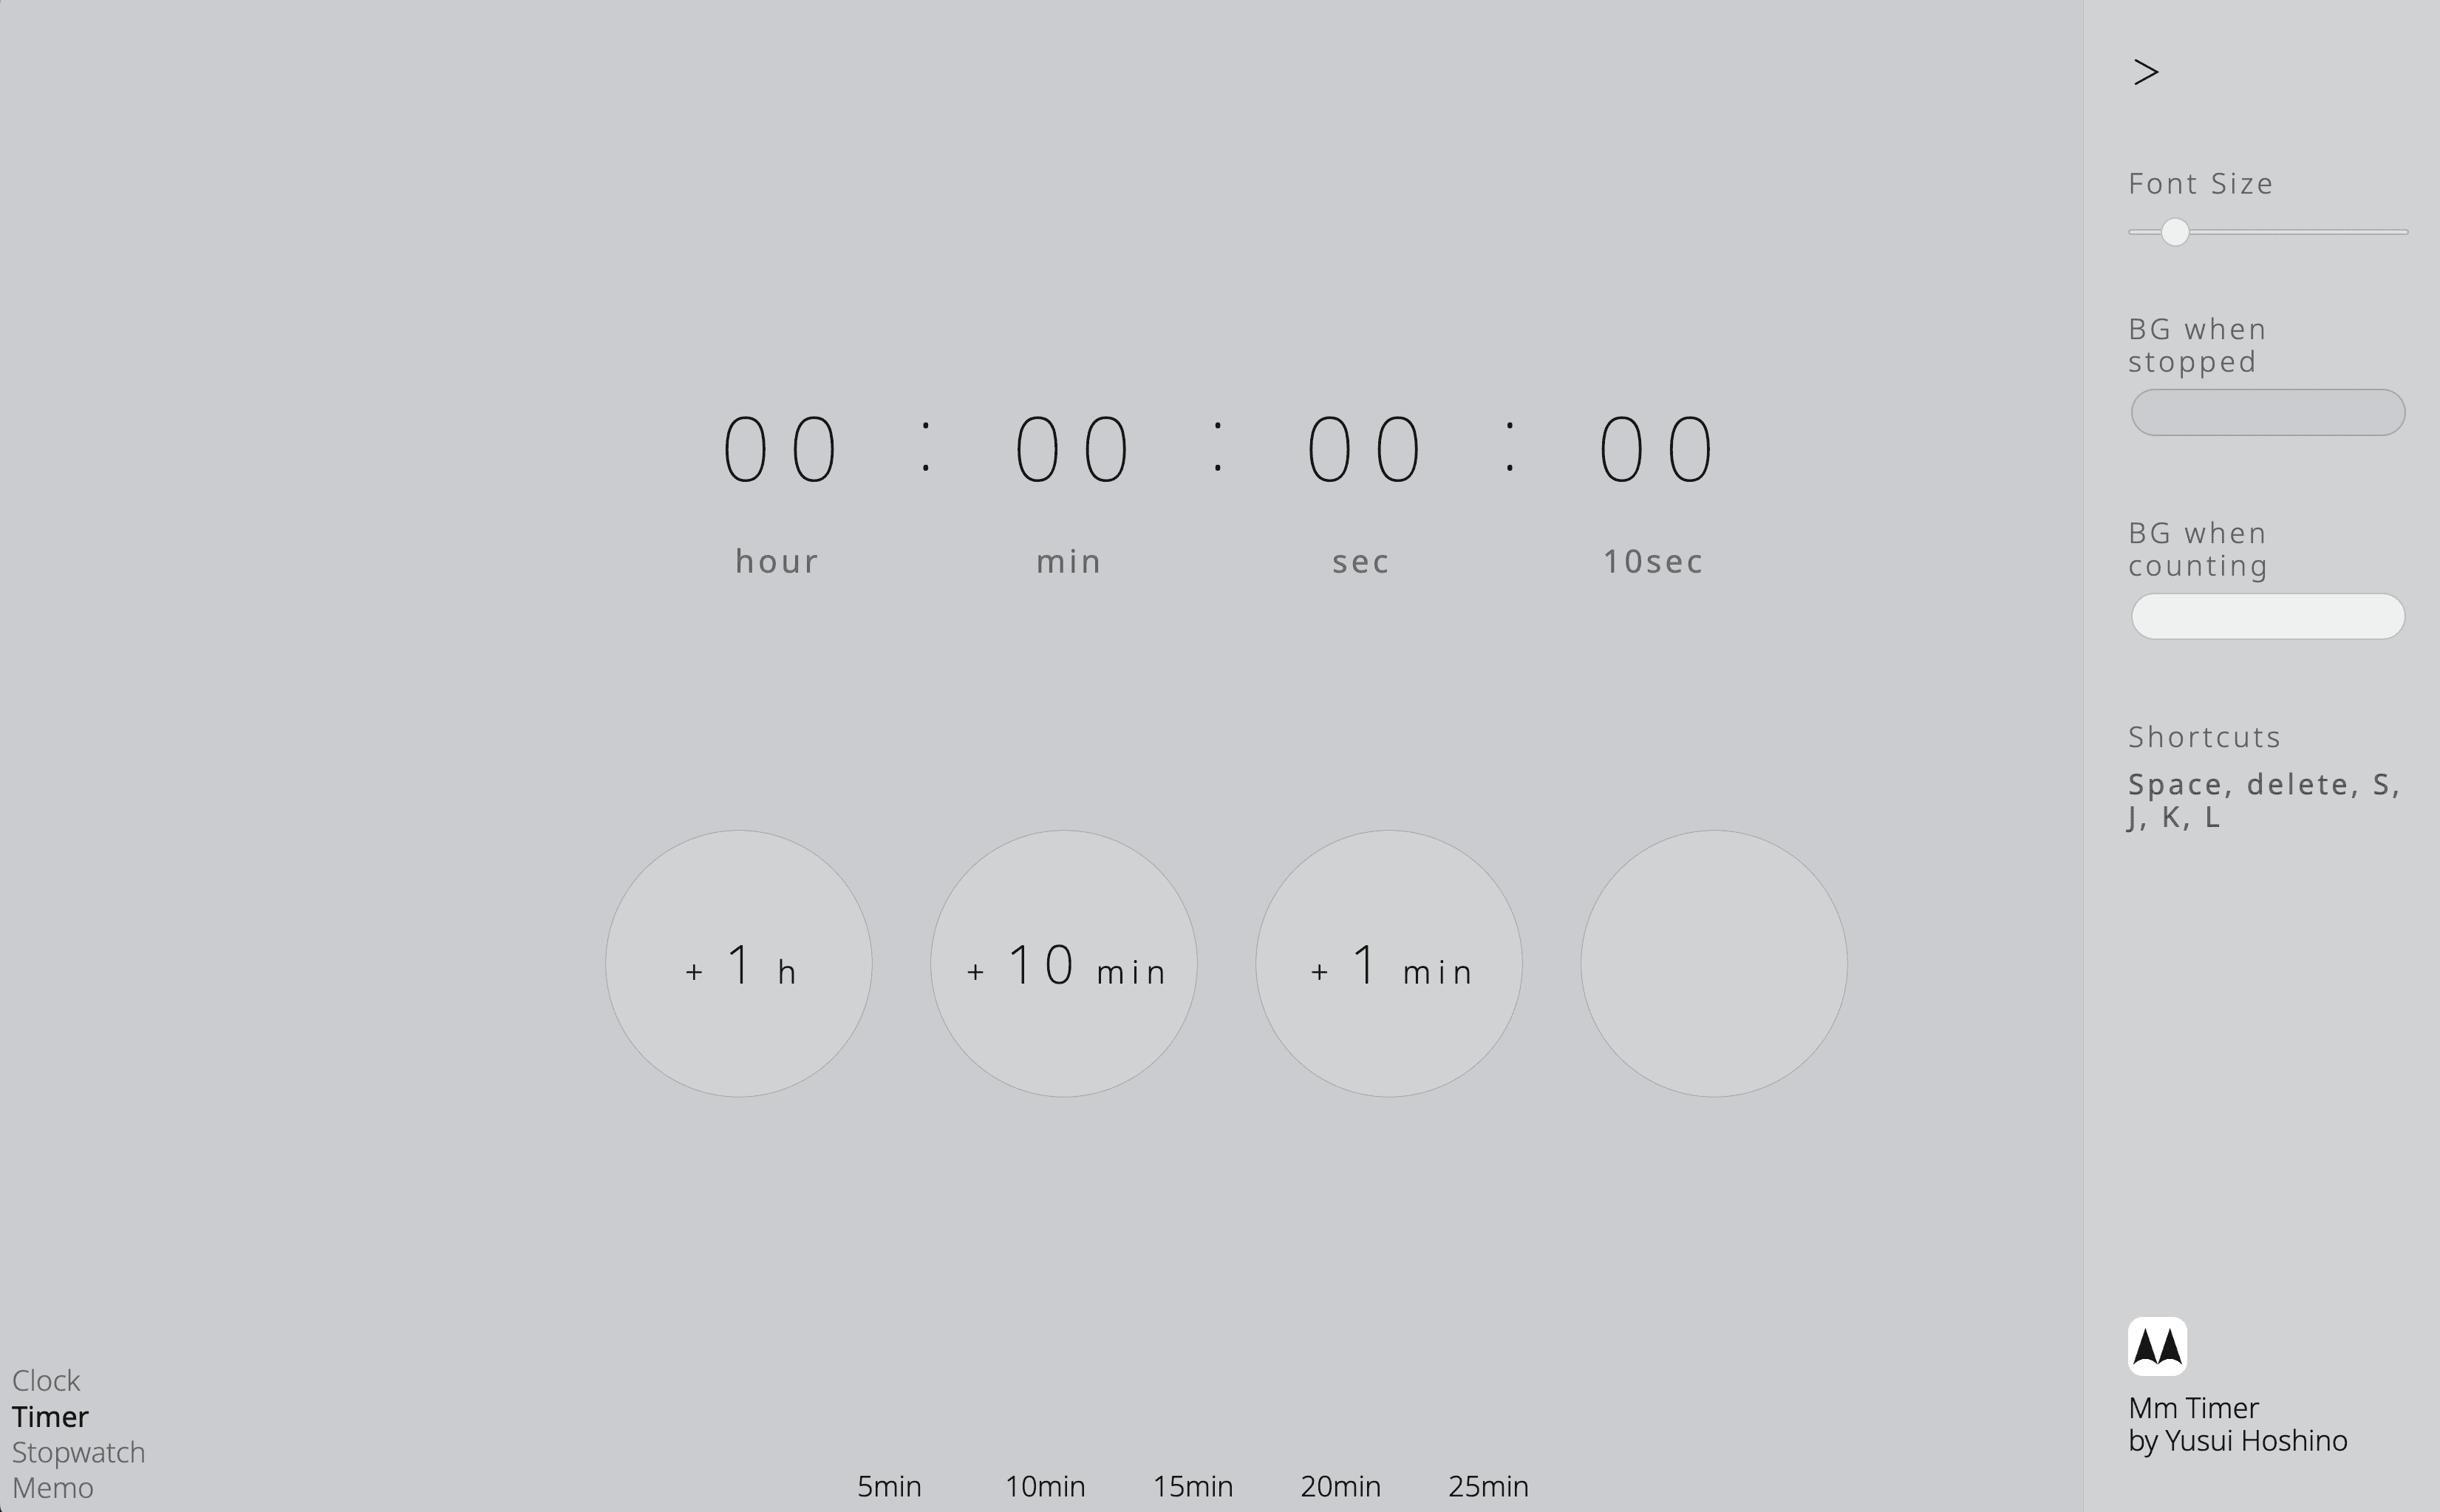 >
Font Size
BG when
stopped
00 : 00 : 00 : 00
hour min sec 10sec
BG when
counting
Shortcuts
Space, delete, S,
J, K, L
+ 1 h
+ 10 min
+ 1 min
Clock
Timer
Stopwatch
Memo
5min 10min 15min 20min 25min
Mm Timer
by Yusui Hoshino